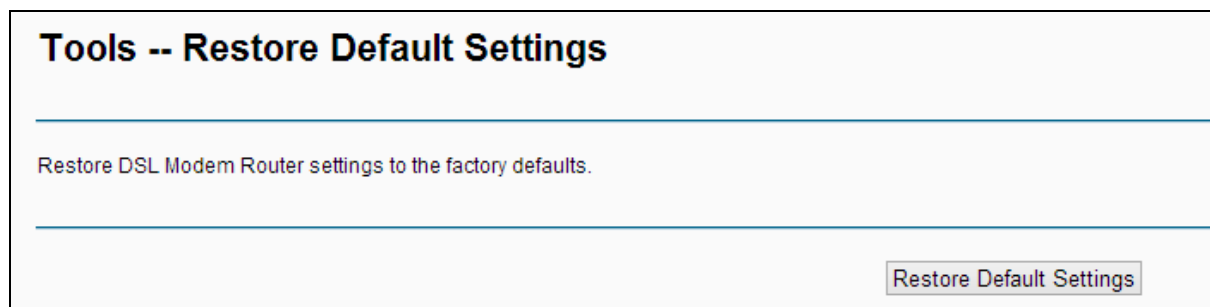 Tools -- Restore Default Settings
Restore DSL Modem Router settings to the factory defaults.
Restore Default Settings